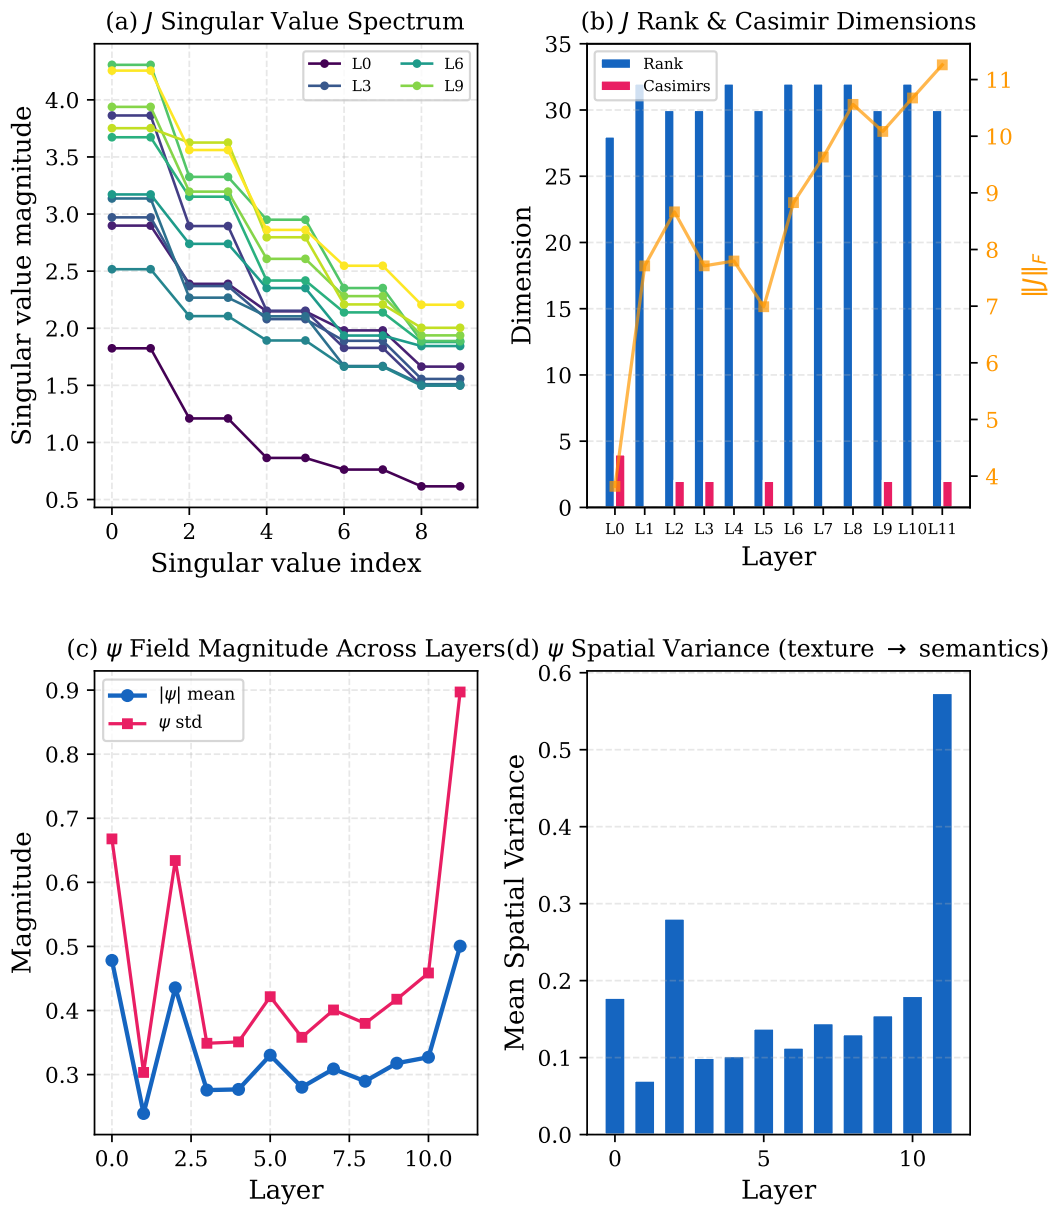 (a) J Singular Value Spectrum
L0
L3
L6
L9
4.0
3.5
3.0
2.5
2.0
1.5
1.0
0.5
Singular value magnitude
0
2
4
6
8
Singular value index
(b) J Rank & Casimir Dimensions
Rank
Casimirs
35
30
25
20
15
10
5
0
Dimension
11
10
9
8
7
6
5
4
||J||F
L0
L1
L2
L3
L4
L5
L6
L7
L8
L9
L10
L11
Layer
(c) ψ Field Magnitude Across Layers
|ψ| mean
ψ std
0.9
0.8
0.7
0.6
0.5
0.4
0.3
Magnitude
0.0
2.5
5.0
7.5
10.0
Layer
(d) ψ Spatial Variance (texture → semantics)
0.6
0.5
0.4
0.3
0.2
0.1
0.0
Mean Spatial Variance
0
5
10
Layer